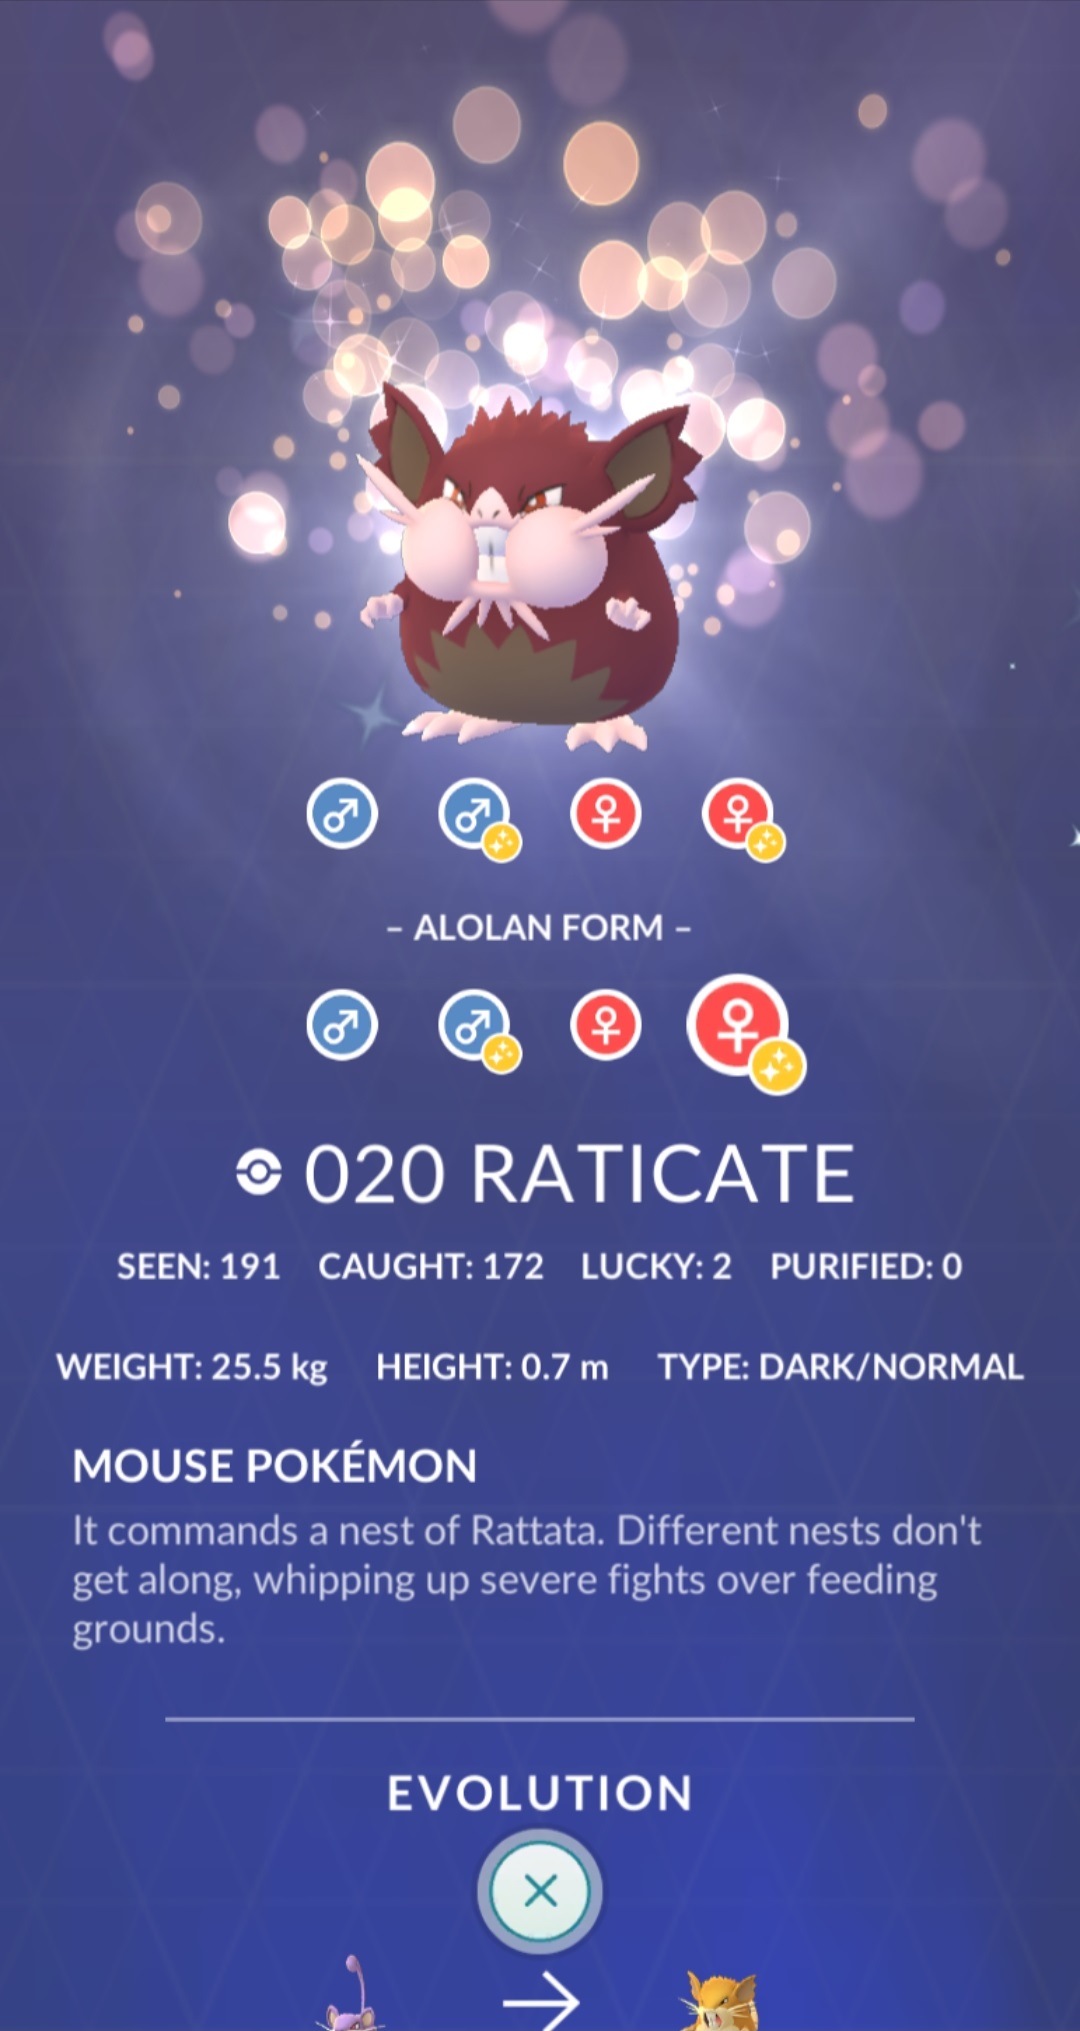 – ALOLAN FORM –
020 RATICATE
SEEN: 191 CAUGHT: 172 LUCKY: 2 PURIFIED: 0
WEIGHT: 25.5 kg HEIGHT: 0.7 m TYPE: DARK/NORMAL
MOUSE POKÉMON
It commands a nest of Rattata. Different nests don't
get along, whipping up severe fights over feeding
grounds.
EVOLUTION